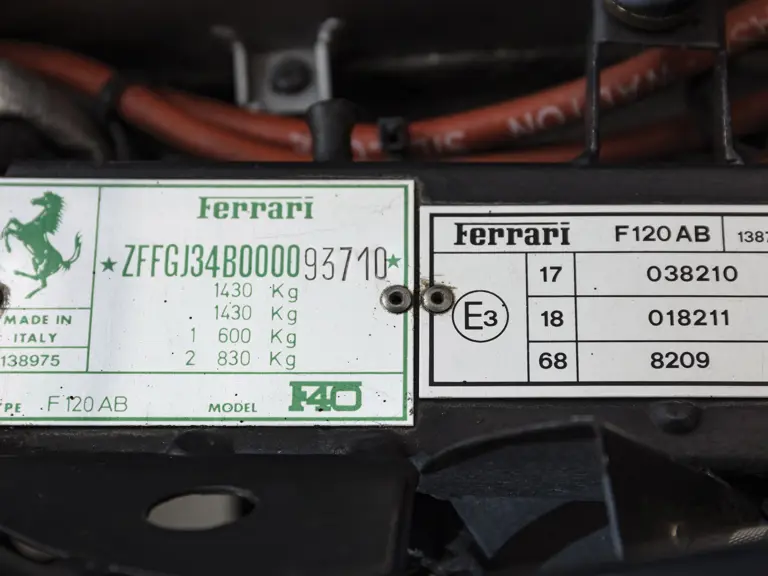 Ferrari
★ZFFGJ34B000093710★
1430 Kg
1430 Kg
1 600 Kg
2 830 Kg
MADE IN
ITALY
138975
F120AB MODEL F40
Ferrari F120AB
E3
17 038210
18 018211
68 8209